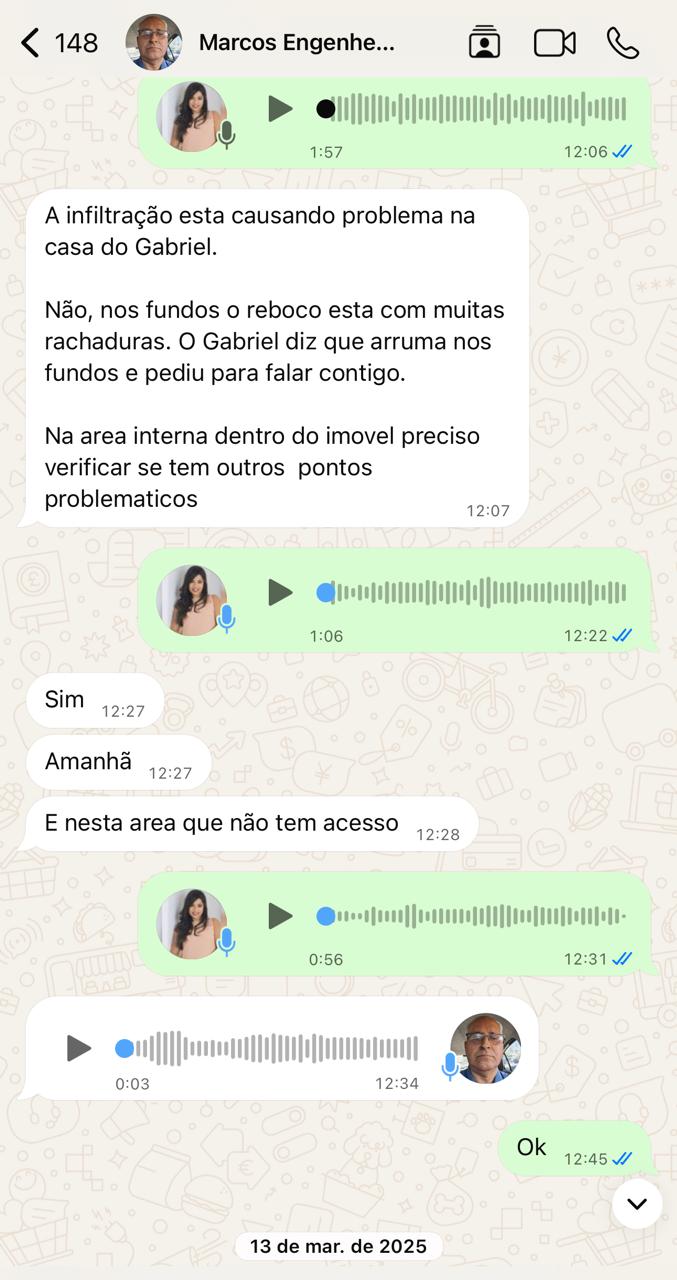 148 Marcos Engenhe...
1:57 12:06
A infiltração esta causando problema na
casa do Gabriel.
Não, nos fundos o reboco esta com muitas
rachaduras. O Gabriel diz que arruma nos
fundos e pediu para falar contigo.
Na area interna dentro do imovel preciso
verificar se tem outros  pontos
problematicos
12:07
1:06 12:22
Sim 12:27
Amanhã 12:27
E nesta area que não tem acesso 12:28
0:56 12:31
0:03 12:34
Ok 12:45
13 de mar. de 2025